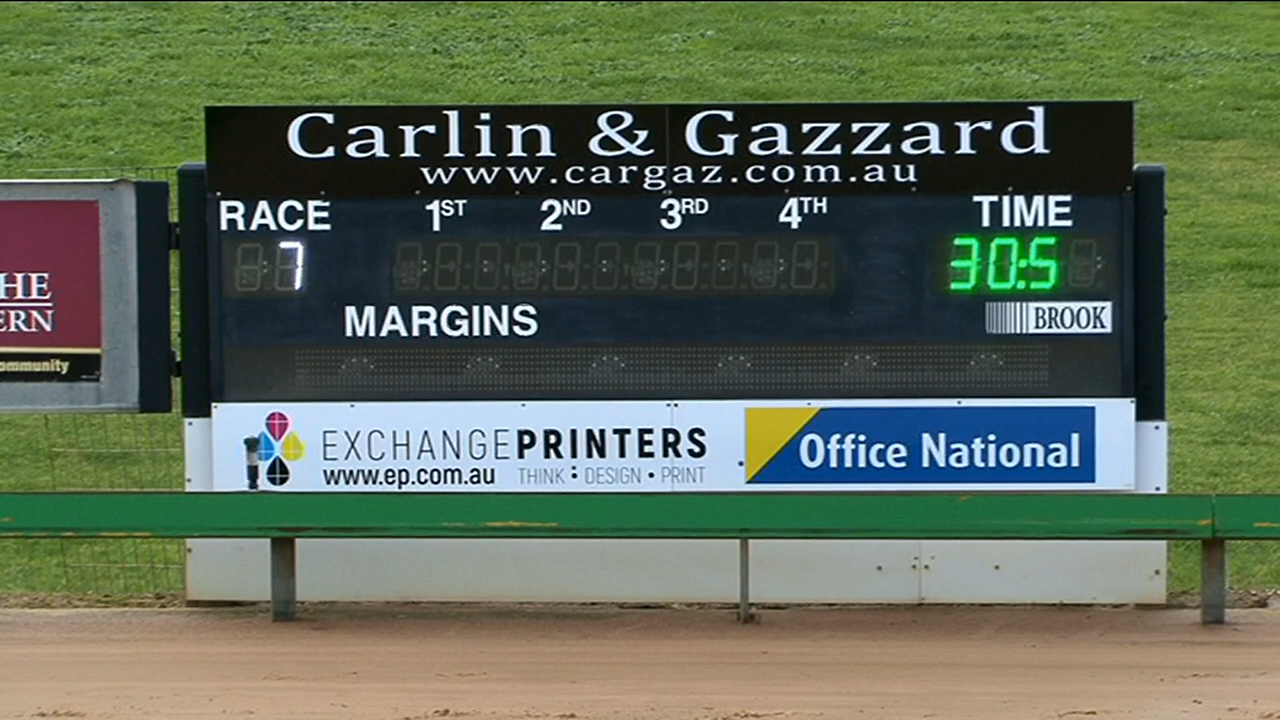 Carlin & Gazzard
www.cargaz.com.au
RACE 1ST 2ND 3RD 4TH TIME
7 30:5
MARGINS
BROOK
HE
ERN
ommunity
EXCHANGEPRINTERS
www.ep.com.au THINK : DESIGN • PRINT
Office National